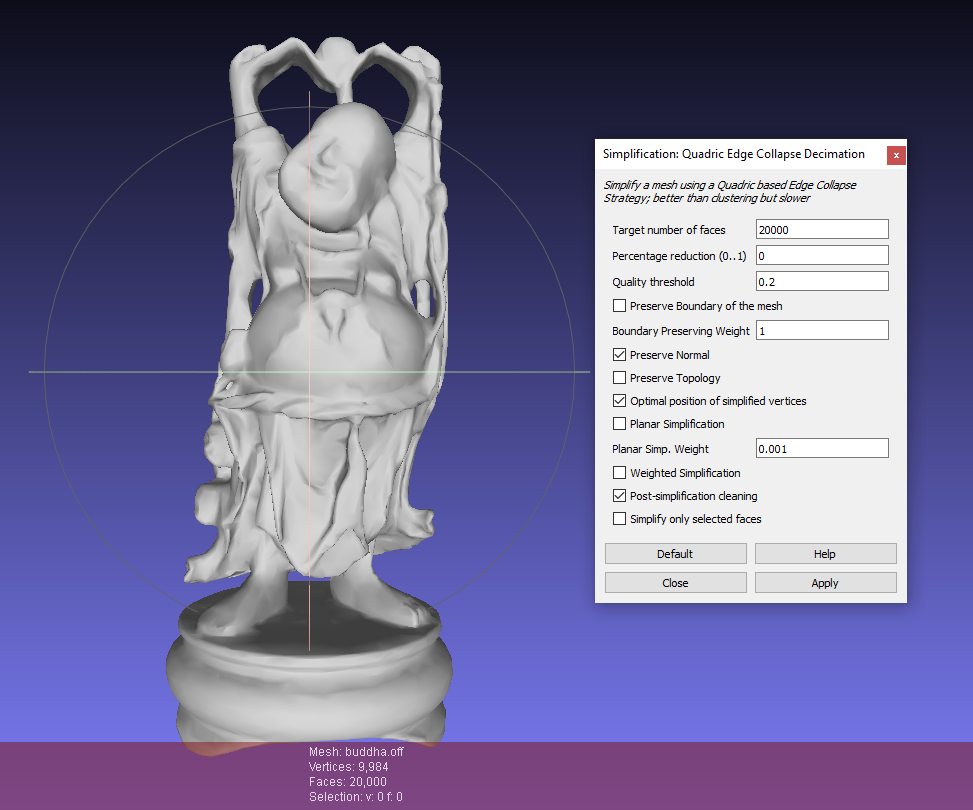 Simplification: Quadric Edge Collapse Decimation
x
Simplify a mesh using a Quadric based Edge Collapse
Strategy; better than clustering but slower
Target number of faces 20000
Percentage reduction (0..1) 0
Quality threshold 0.2
Preserve Boundary of the mesh
Boundary Preserving Weight 1
Preserve Normal
Preserve Topology
Optimal position of simplified vertices
Planar Simplification
Planar Simp. Weight 0.001
Weighted Simplification
Post-simplification cleaning
Simplify only selected faces
Default Help
Close Apply
Mesh: buddha.off
Vertices: 9,984
Faces: 20,000
Selection: v: 0 f: 0